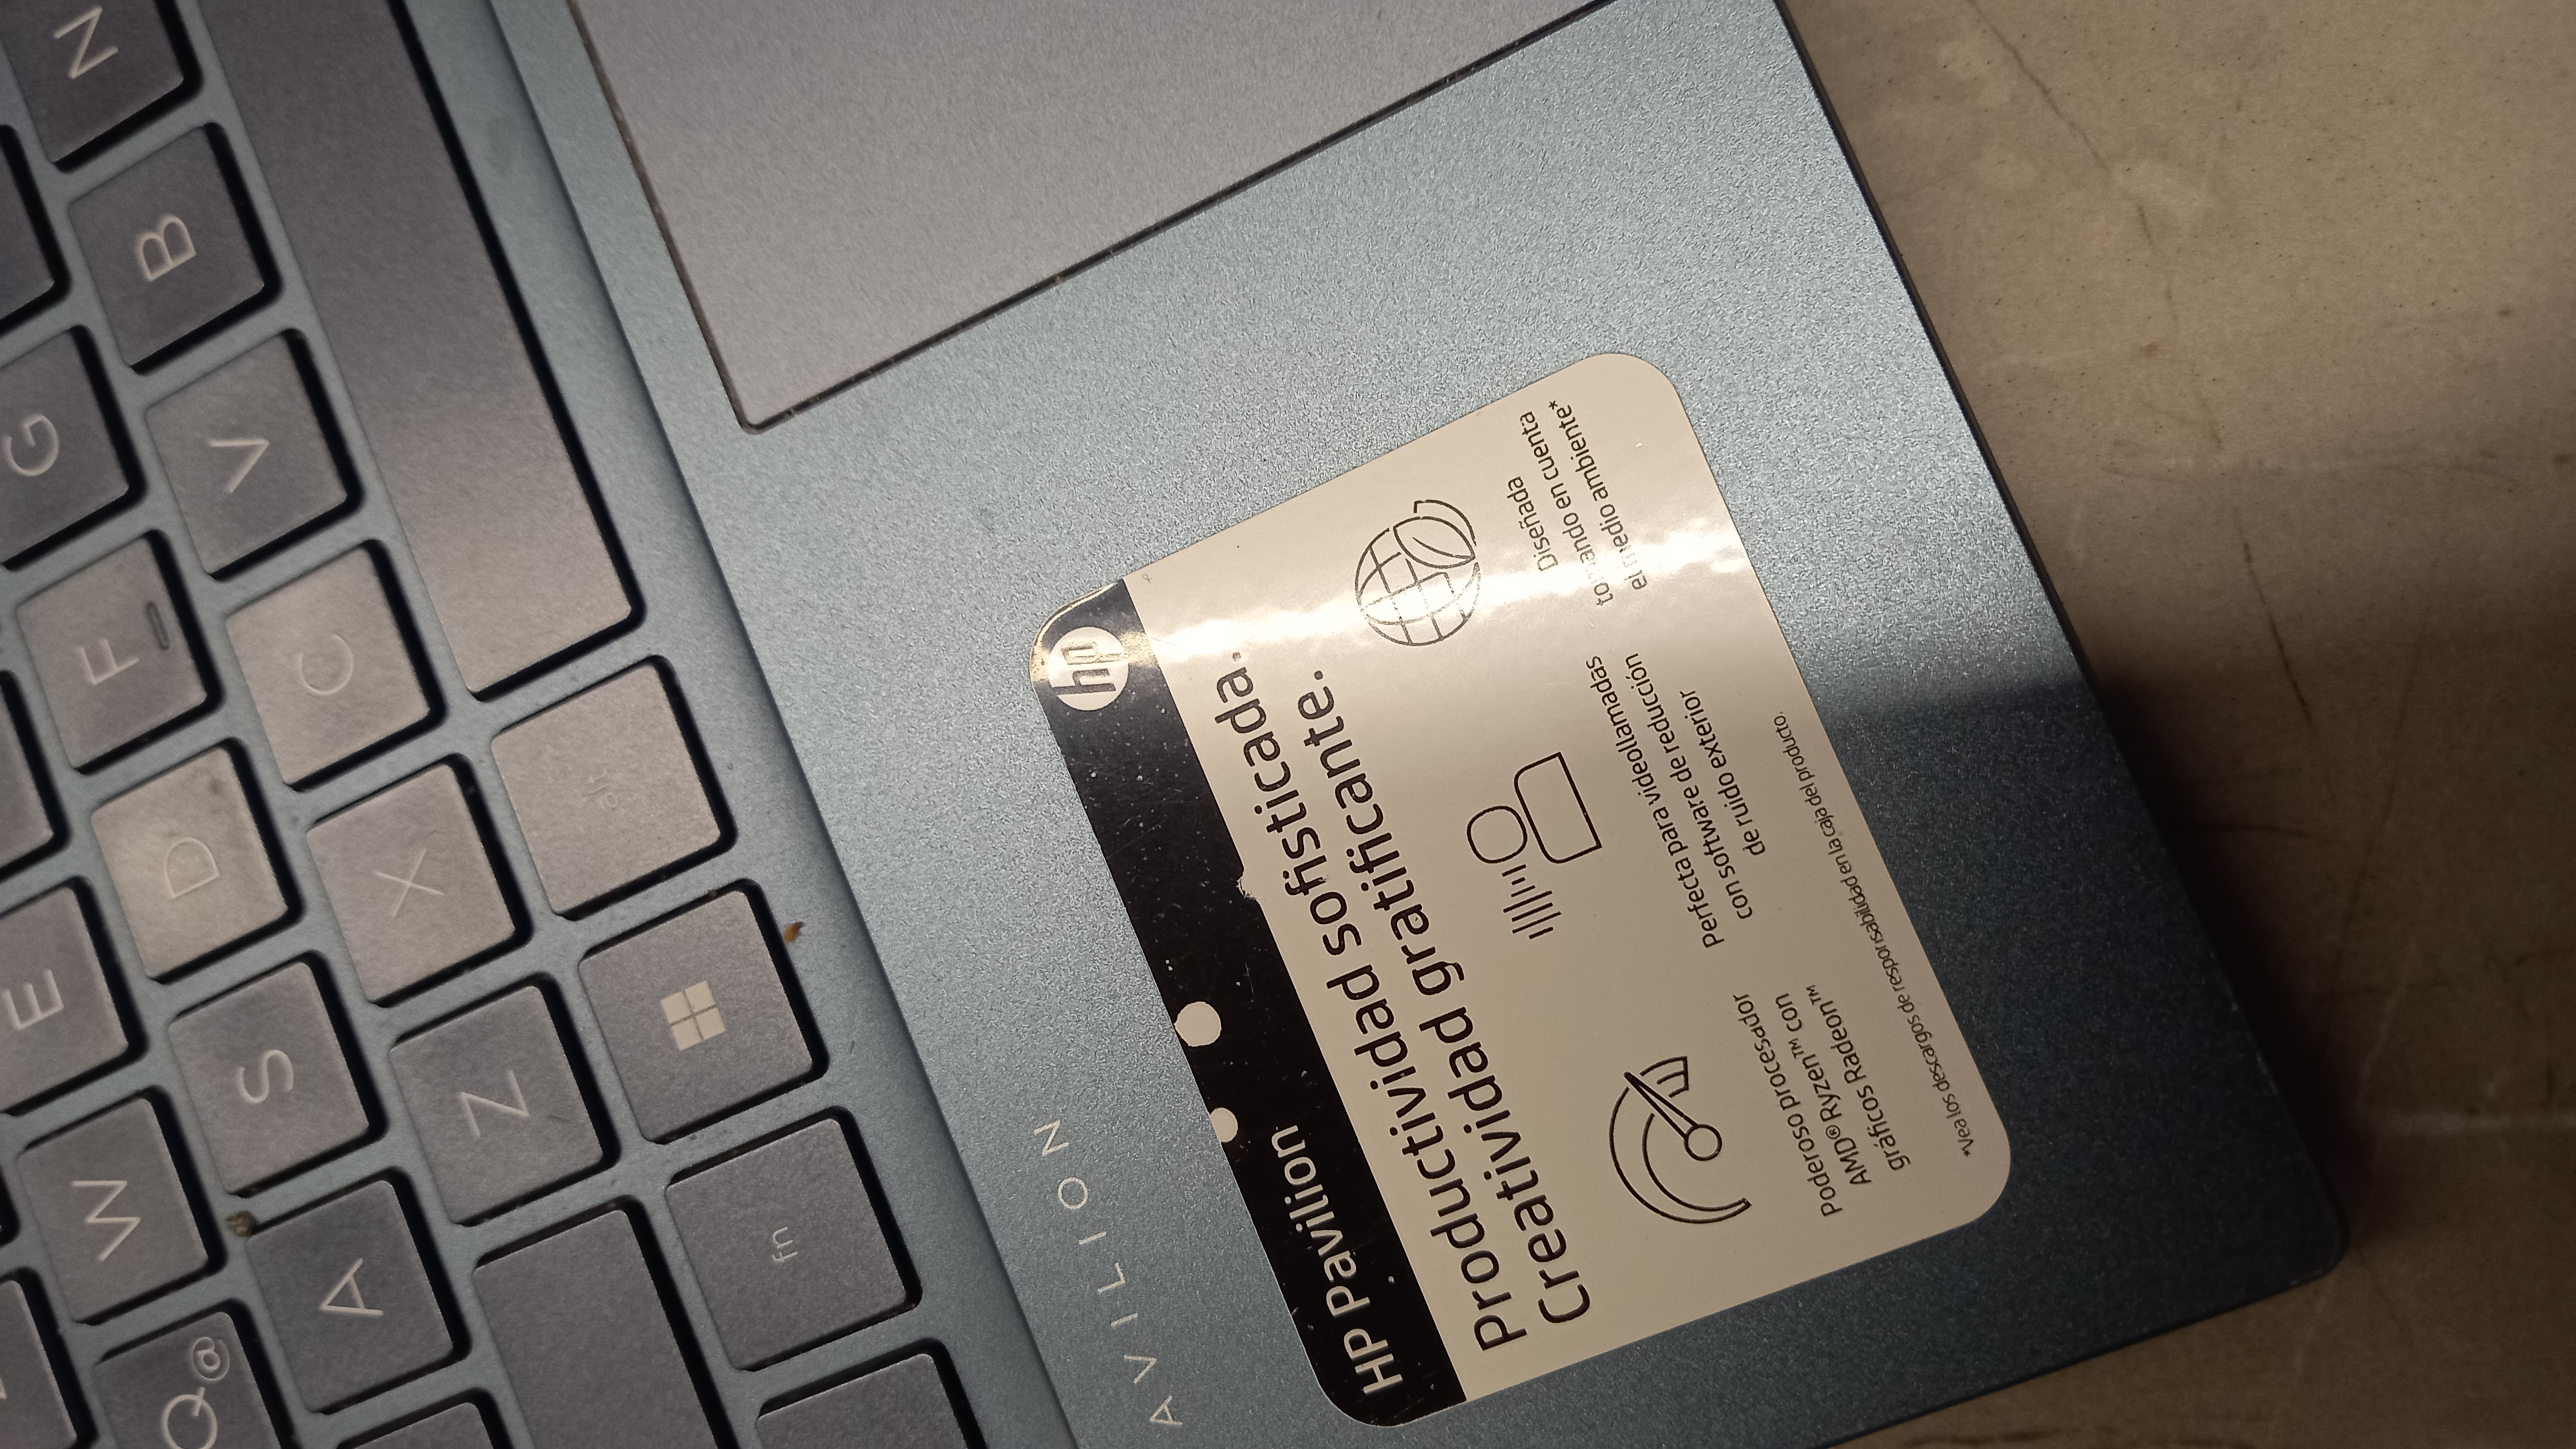 HP Pavilion
hp
Productividad sofisticada.
Creatividad gratificante.
Poderoso procesador
AMD® Ryzen™ con
gráficos Radeon™
Perfecta para videollamadas
con software de reducción
de ruido exterior
Diseñada
tomando en cuenta
el medio ambiente*
*Vea los descargos de responsabilidad en la caja del producto.
AVILION
Q @
W
E
A
S
D
F
G
Z
X
C
V
B
N
fn
alt